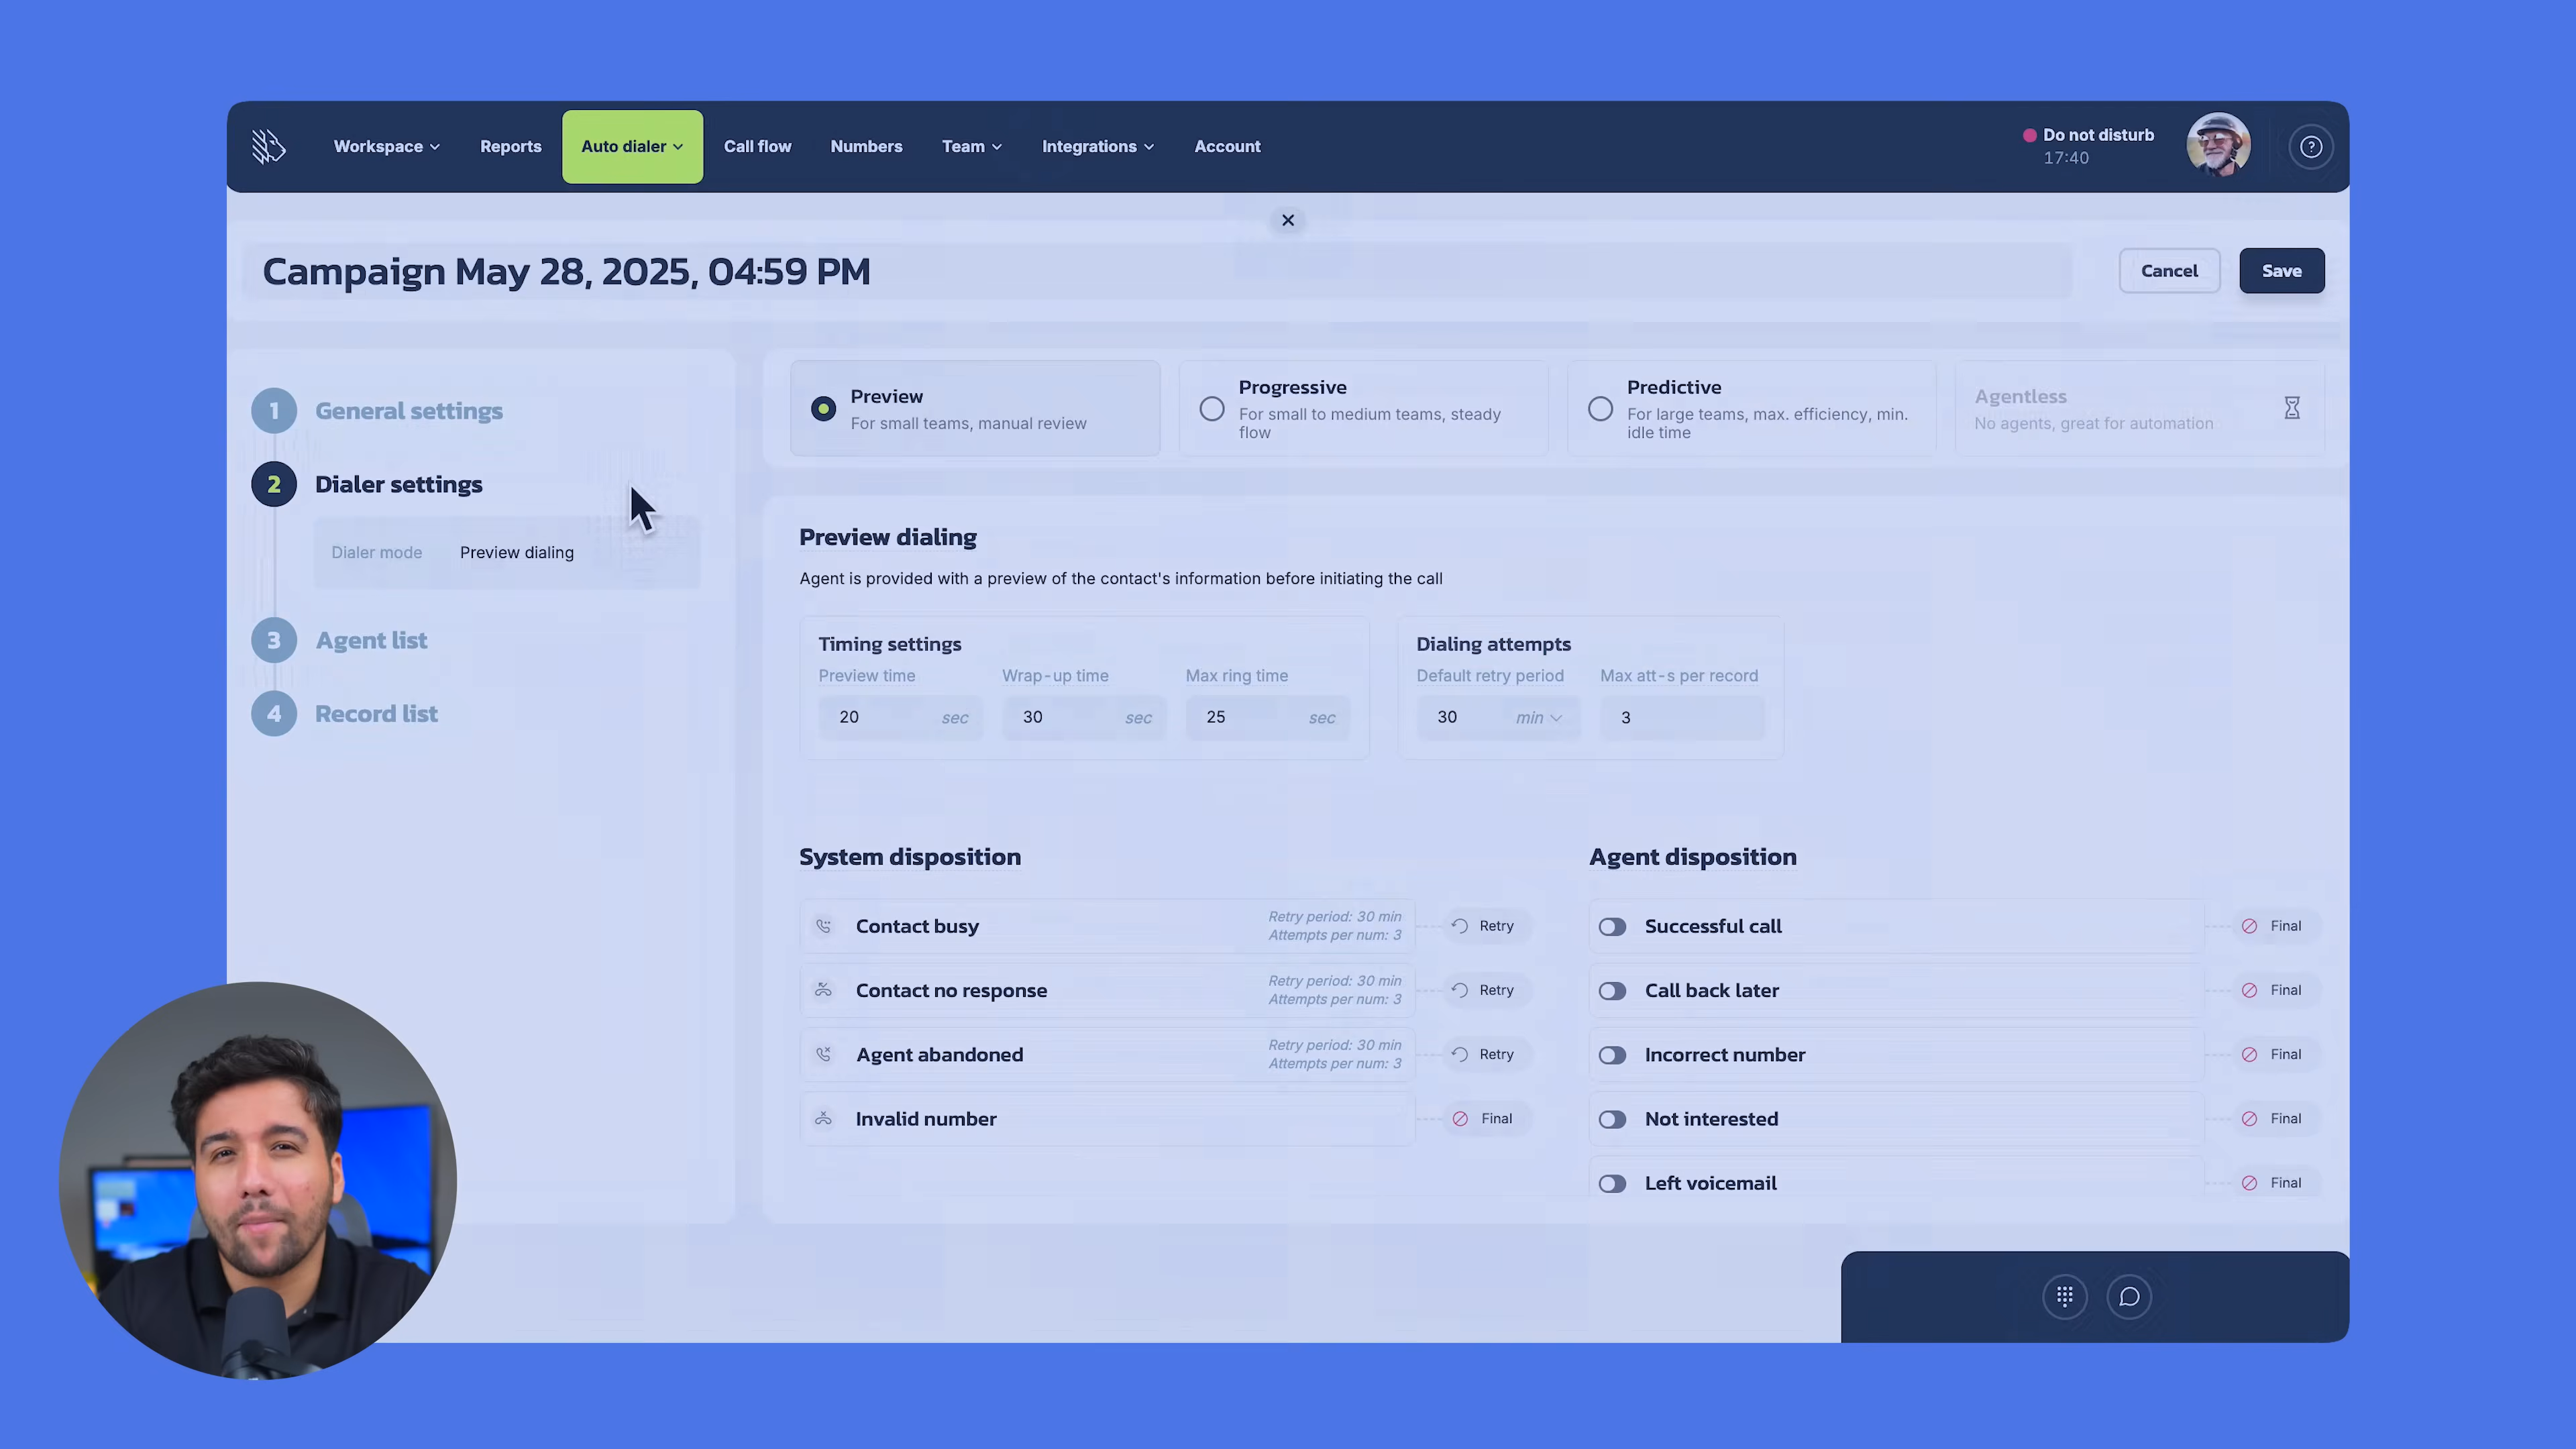 Workspace Reports Auto dialer Call flow Numbers Team Integrations Account
Do not disturb
17:40
Campaign May 28, 2025, 04:59 PM
Cancel
Save
1 General settings
2 Dialer settings
Dialer mode Preview dialing
3 Agent list
4 Record list
Preview
For small teams, manual review
Progressive
For small to medium teams, steady
flow
Predictive
For large teams, max. efficiency, min.
idle time
Agentless
No agents, great for automation
Preview dialing
Agent is provided with a preview of the contact's information before initiating the call
Timing settings
Preview time Wrap-up time Max ring time
20 sec 30 sec 25 sec
Dialing attempts
Default retry period Max att-s per record
30 min 3
System disposition
Contact busy
Retry period: 30 min
Attempts per num: 3
Retry
Contact no response
Retry period: 30 min
Attempts per num: 3
Retry
Agent abandoned
Retry period: 30 min
Attempts per num: 3
Retry
Invalid number
Final
Agent disposition
Successful call Final
Call back later Final
Incorrect number Final
Not interested Final
Left voicemail Final